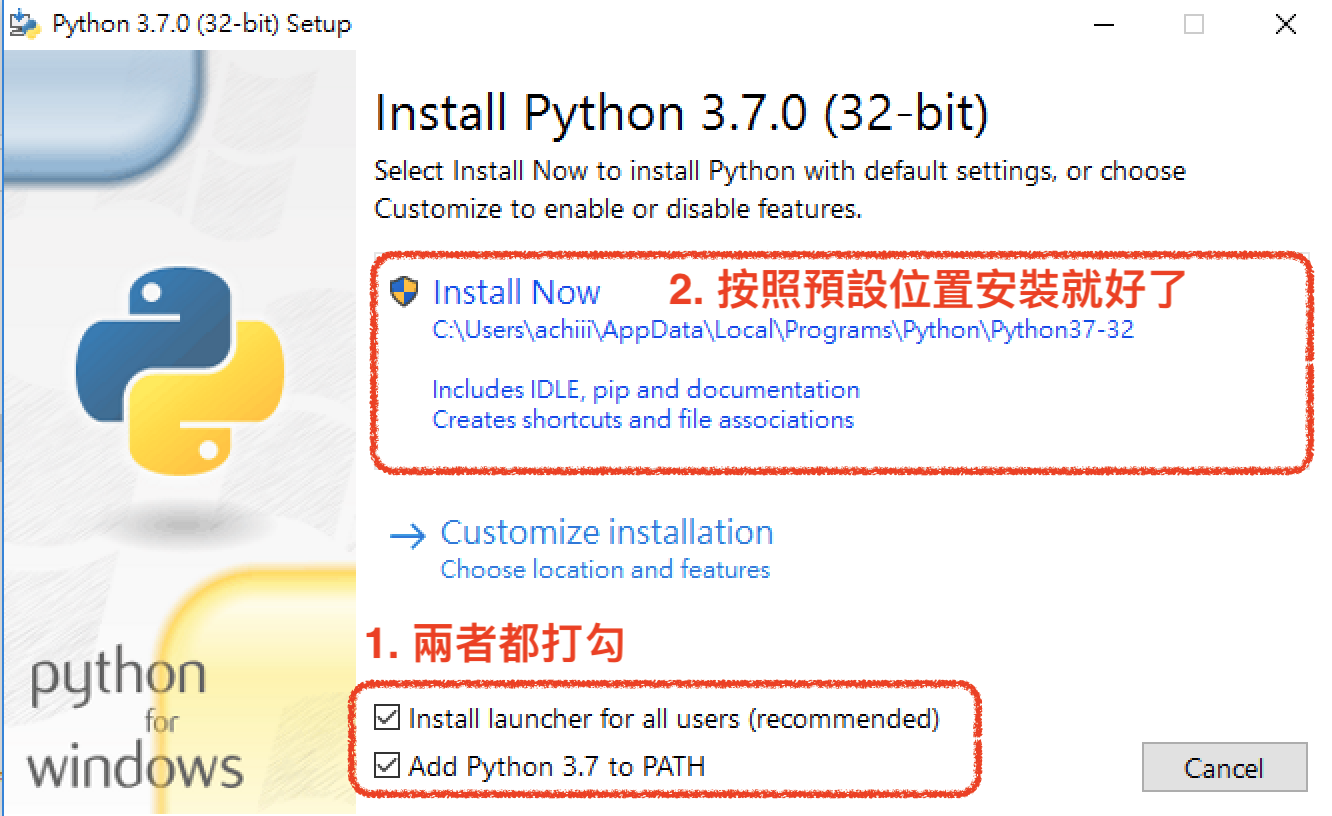 Python 3.7.0 (32-bit) Setup
Install Python 3.7.0 (32-bit)
Select Install Now to install Python with default settings, or choose
Customize to enable or disable features.
Install Now
2. 按照預設位置安裝就好了
C:\Users\achiii\AppData\Local\Programs\Python\Python37-32
Includes IDLE, pip and documentation
Creates shortcuts and file associations
Customize installation
Choose location and features
1. 兩者都打勾
Install launcher for all users (recommended)
Add Python 3.7 to PATH
Cancel
python
for
windows